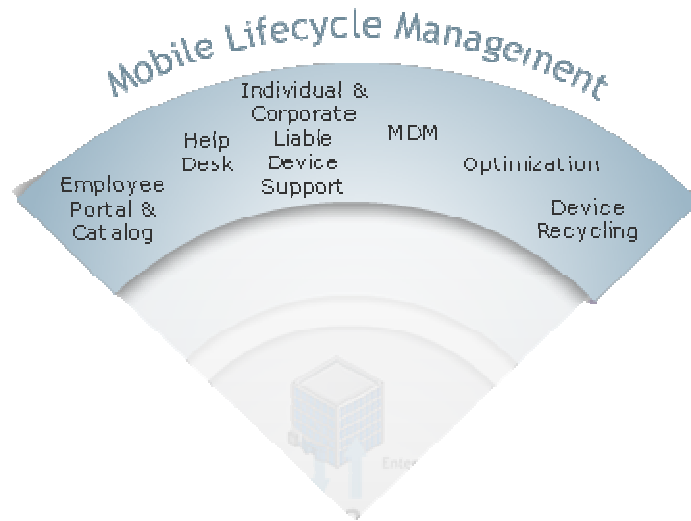 Mobile Lifecycle Management
Employee
Portal &
Catalog
Help
Desk
Individual &
Corporate
Liable
Device
Support
MDM
Optimization
Device
Recycling